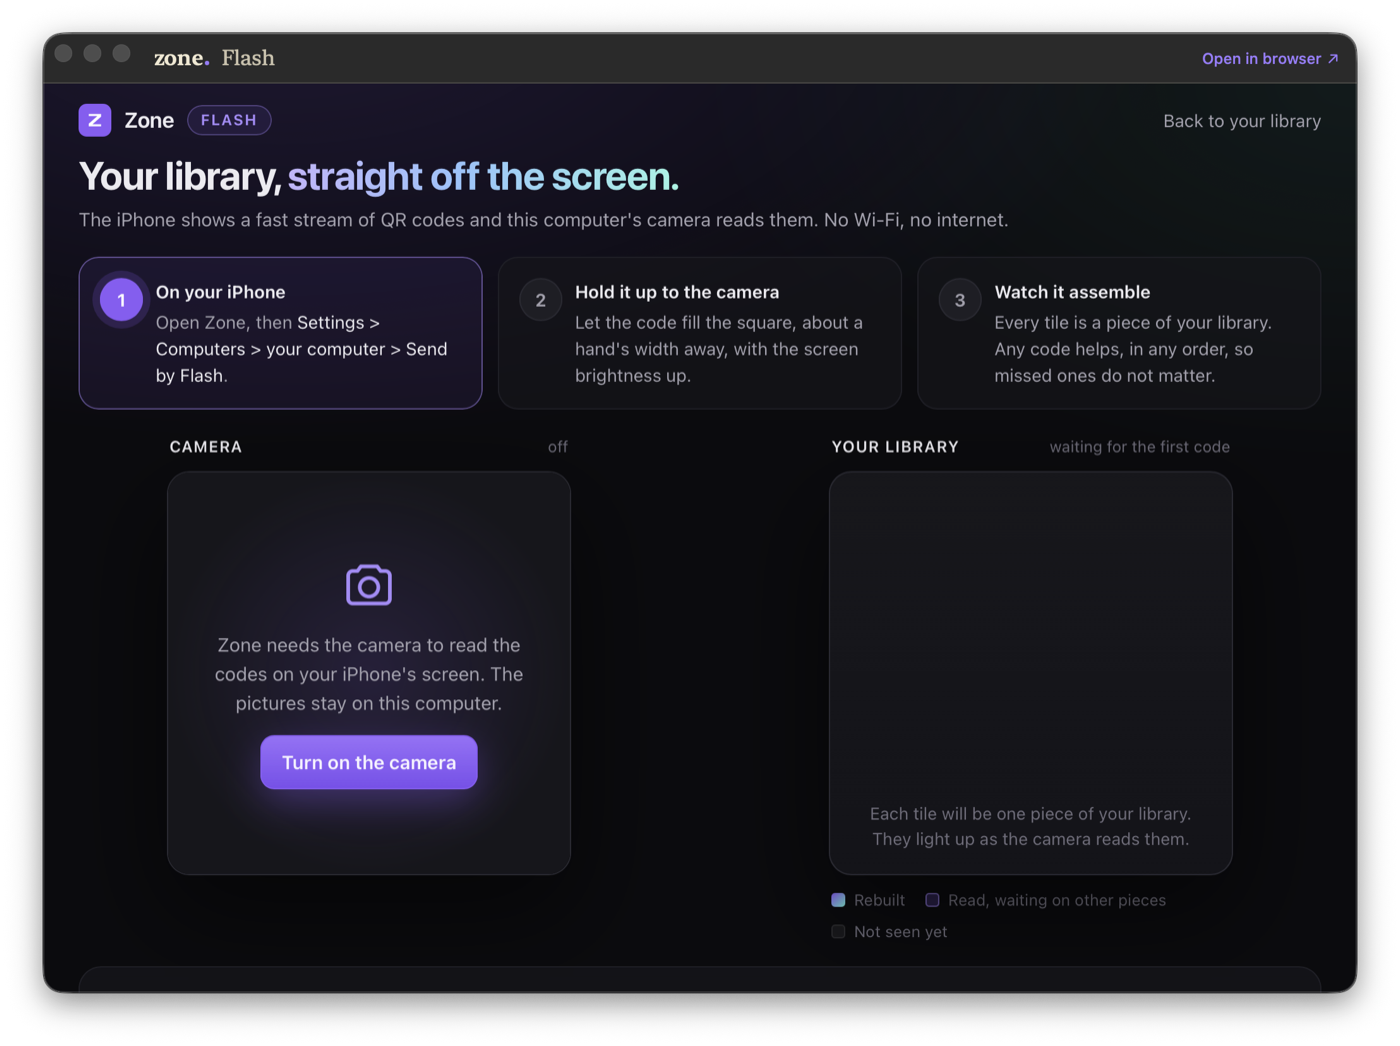 zone. Flash
Open in browser ↗
Z Zone FLASH
Back to your library
Your library, straight off the screen.
The iPhone shows a fast stream of QR codes and this computer's camera reads them. No Wi-Fi, no internet.
1 On your iPhone
Open Zone, then Settings >
Computers > your computer > Send
by Flash.
2 Hold it up to the camera
Let the code fill the square, about a
hand's width away, with the screen
brightness up.
3 Watch it assemble
Every tile is a piece of your library.
Any code helps, in any order, so
missed ones do not matter.
CAMERA off
Zone needs the camera to read the
codes on your iPhone's screen. The
pictures stay on this computer.
Turn on the camera
YOUR LIBRARY waiting for the first code
Each tile will be one piece of your library.
They light up as the camera reads them.
Rebuilt Read, waiting on other pieces
Not seen yet